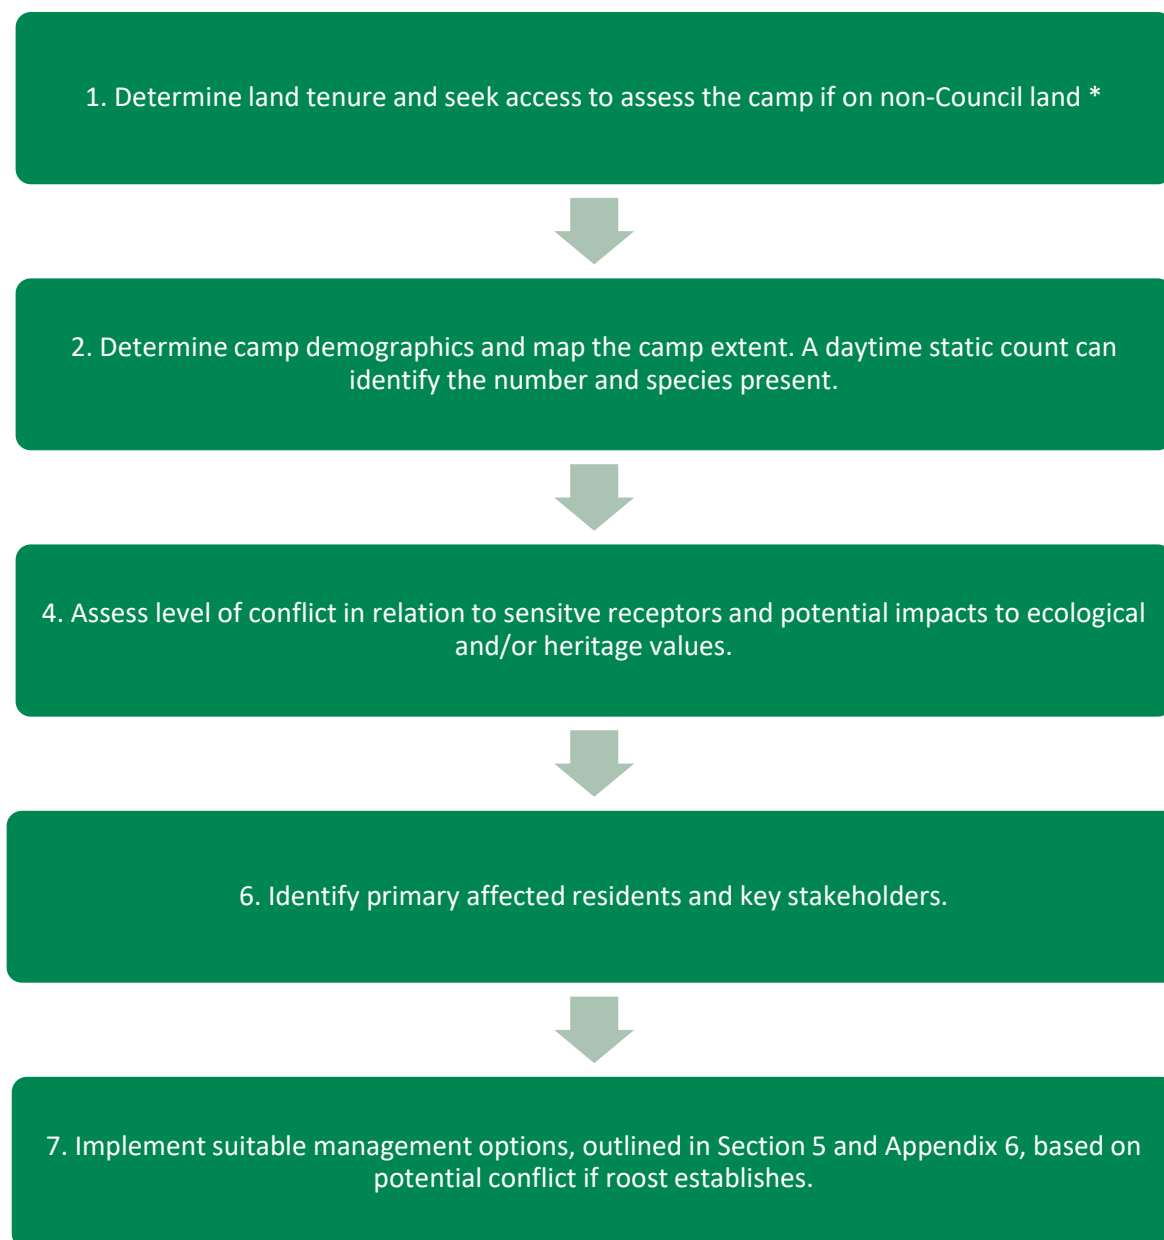 1. Determine land tenure and seek access to assess the camp if on non-Council land *
2. Determine camp demographics and map the camp extent. A daytime static count can
identify the number and species present.
4. Assess level of conflict in relation to sensitve receptors and potential impacts to ecological
and/or heritage values.
6. Identify primary affected residents and key stakeholders.
7. Implement suitable management options, outlined in Section 5 and Appendix 6, based on
potential conflict if roost establishes.